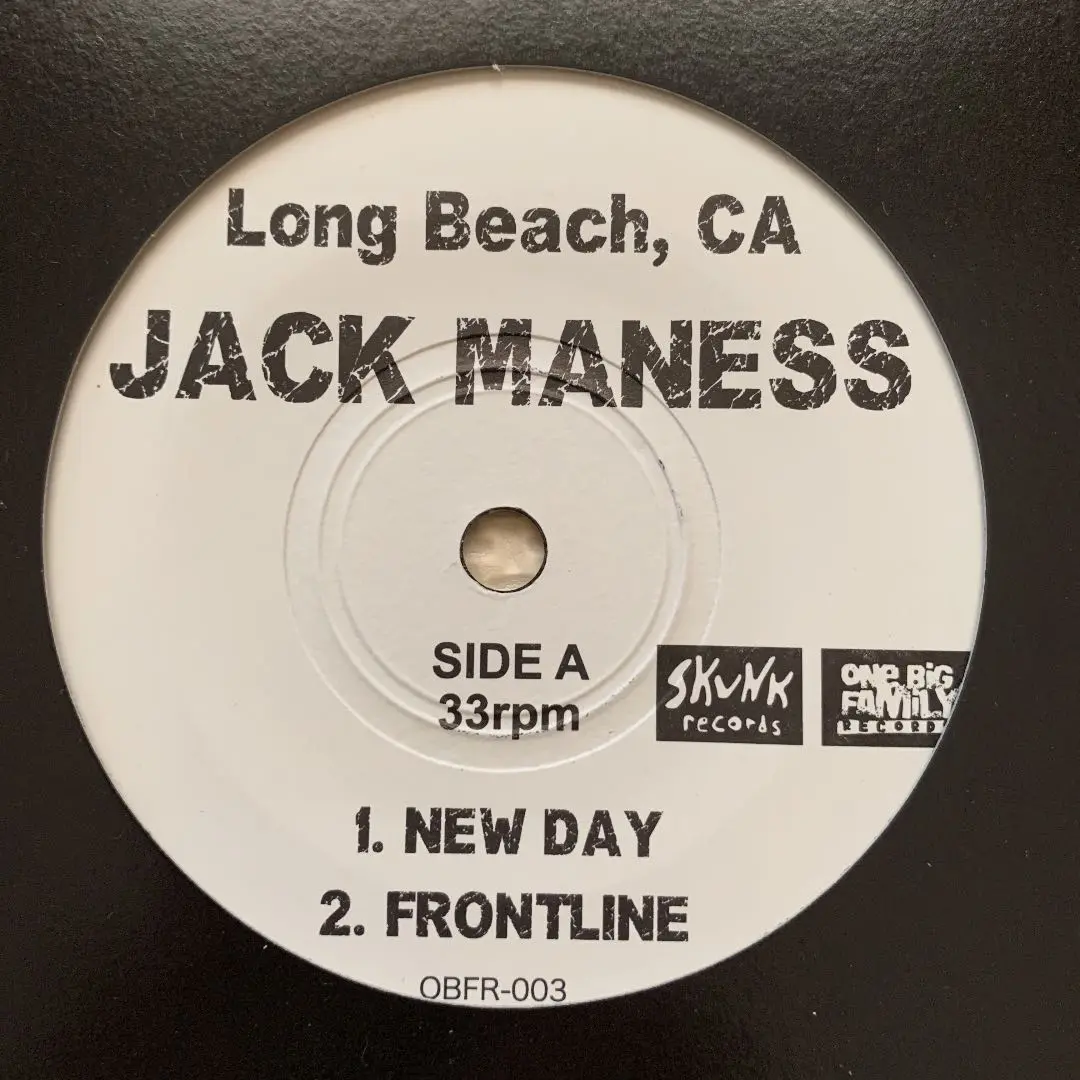 Long Beach, CA
JACK MANESS
SIDE A
33rpm
SKUNK
records
ONE BiG
FAMiLY
RECORDS
1. NEW DAY
2. FRONTLINE
OBFR-003